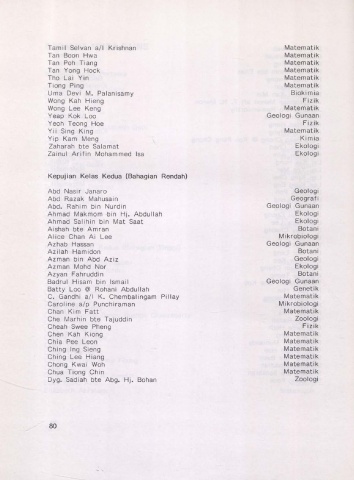 Tamil Selvan a/l Krishnan Matematik
Tan Boon Hwa Matematik
Tan Poh Tiang Matematik
Tan Yong Hock Matematik
Tho Lai Yin Matematik
Tiong Ping Matematik
Uma Devi M. Palanisamy Biokimia
Wong Kah Hieng Fizik
Wong Lee Keng Matematik
Yeap Kok Loo Geologi Gunaan
Yeoh Teong Hoe Fizik
Yii Sing King Matematik
Yip Kam Meng Kimia
Zaharah bte Salamat Ekologi
Zainul Arifin Mohammed Isa Ekologi
Kepujian Kelas Kedua (Bahagian Rendah)
Abd Nasir Janaro Geologi
Abd Razak Mahusain Geografi
Abd. Rahim bin Nurdin Geologi Gunaan
Ahmad Makmom bin Hj. Abdullah Ekologi
Ahmad Salihin bin Mat Saat Ekologi
Aishah bte Amran Botani
Alice Chan Ai Lee Mikrobiologi
Azhab Hassan Geologi Gunaan
Azilah Hamidon Botani
Azman bin Abd Aziz Geologi
Azman Mohd Nor Ekologi
Azyan Fahruddin Botani
Badrul Hisam bin Ismail Geologi Gunaan
Batty Loo @ Rohani Abdullah Genetik
C. Gandhi a/l K. Chembalingam Pillay Matematik
Caroline a/p Punchiraman Mikrobiologi
Chan Kim Fatt Matematik
Che Marhin bte Tajuddin Zoologi
Cheah Swee Pheng Fizik
Chen Kah Kiong Matematik
Chia Pee Leon Matematik
Ching Ing Sieng Matematik
Ching Lee Hiang Matematik
Chong Kwai Woh Matematik
Chua Tiong Chin Matematik
Dyg. Sadiah bte Abg. Hj. Bohan Zoologi
80